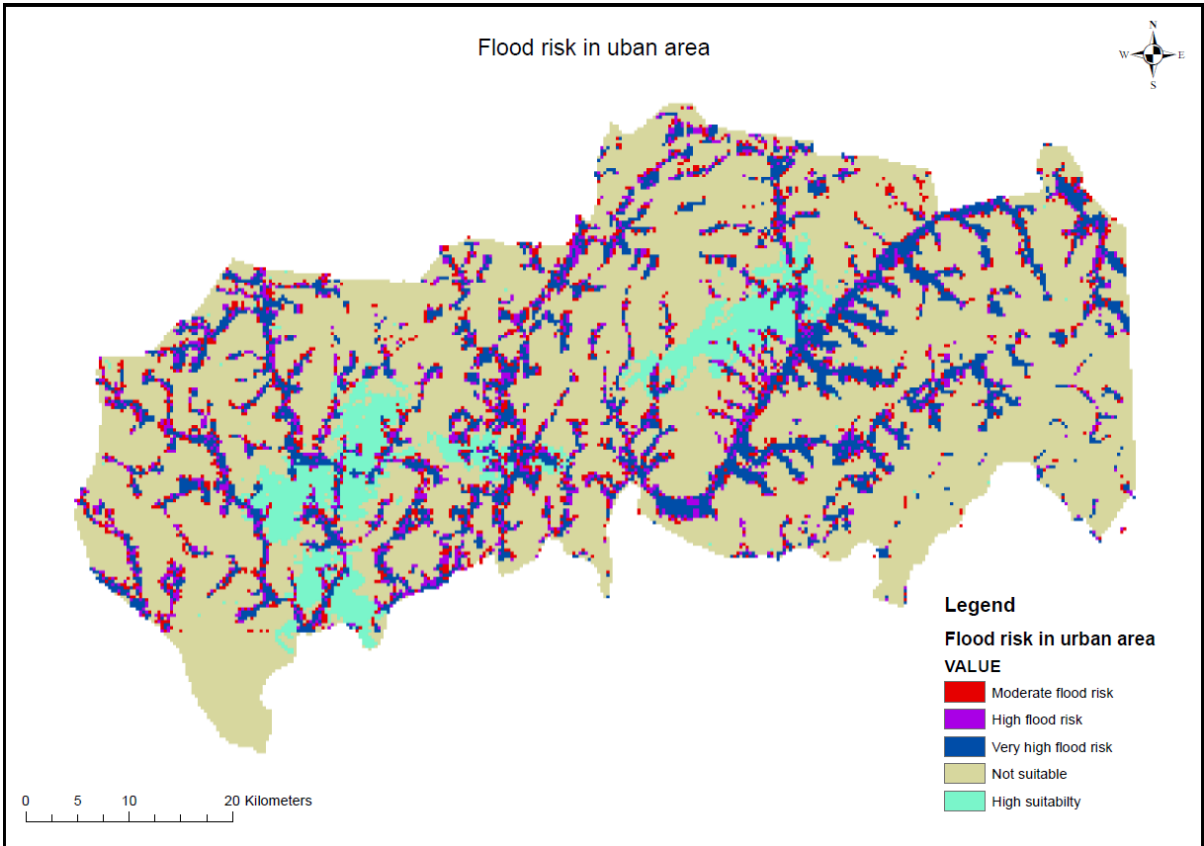 Flood risk in uban area
N
W E
S
Legend
Flood risk in urban area
VALUE
Moderate flood risk
High flood risk
Very high flood risk
Not suitable
High suitabilty
0 5 10 20 Kilometers